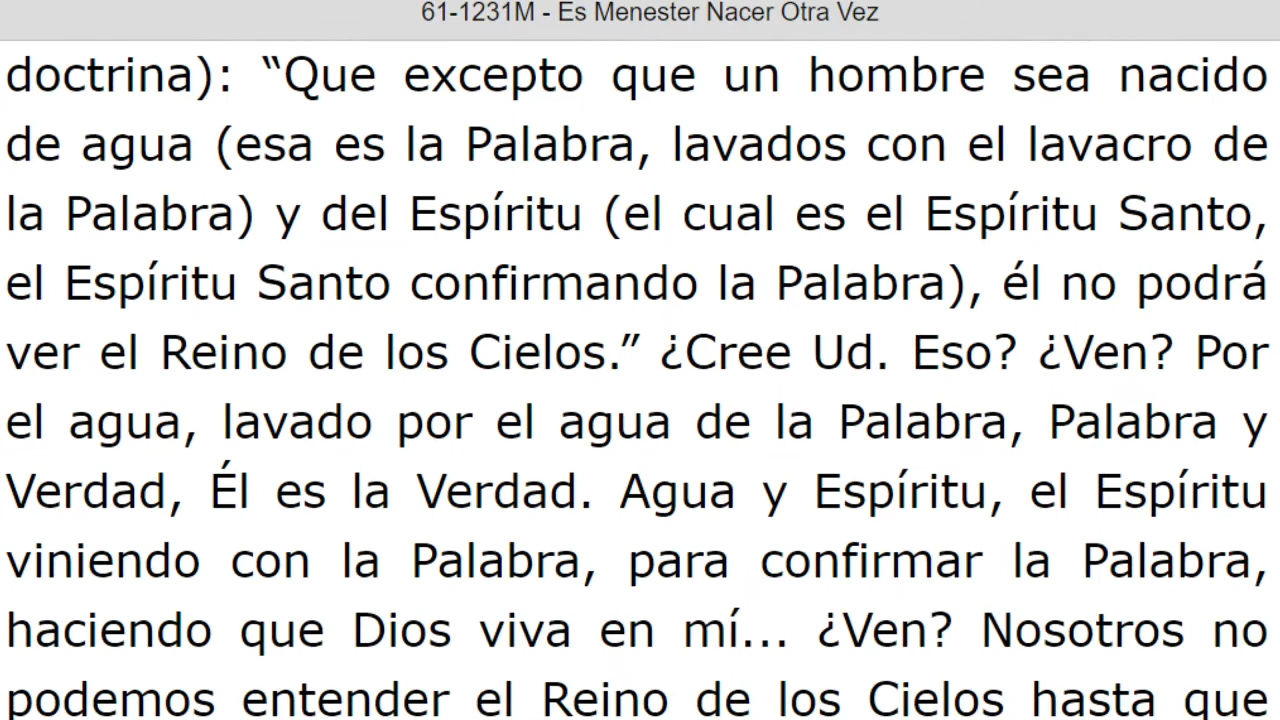 61-1231M - Es Menester Nacer Otra Vez
doctrina): “Que excepto que un hombre sea nacido
de agua (esa es la Palabra, lavados con el lavacro de
la Palabra) y del Espíritu (el cual es el Espíritu Santo,
el Espíritu Santo confirmando la Palabra), él no podrá
ver el Reino de los Cielos.” ¿Cree Ud. Eso? ¿Ven? Por
el agua, lavado por el agua de la Palabra, Palabra y
Verdad, Él es la Verdad. Agua y Espíritu, el Espíritu
viniendo con la Palabra, para confirmar la Palabra,
haciendo que Dios viva en mí... ¿Ven? Nosotros no
podemos entender el Reino de los Cielos hasta que